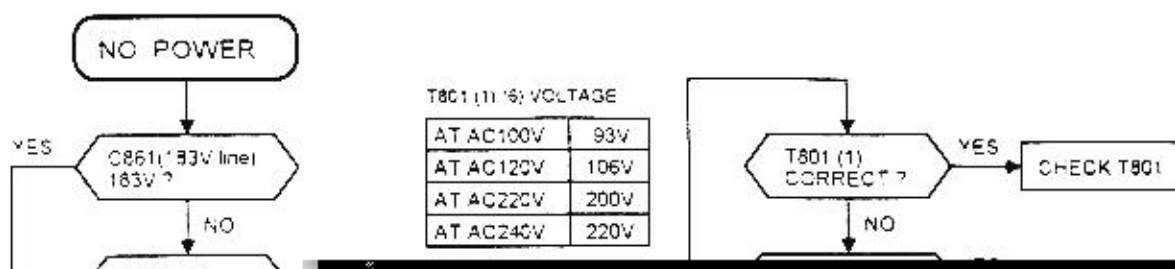 NO POWER
YES
C861(183V line)
183V ?
NO
T801 (1) (6) VOLTAGE
AT AC100V 93V
AT AC120V 106V
AT AC220V 200V
AT AC240V 220V
T801 (1)
CORRECT ?
YES
CHECK T801
NO